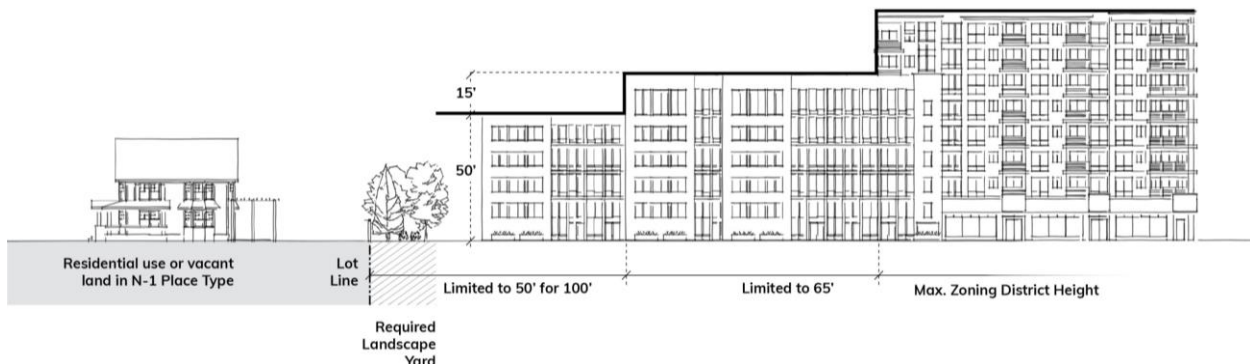 15'
50'
Residential use or vacant
land in N-1 Place Type
Lot
Line
Limited to 50' for 100'
Limited to 65'
Max. Zoning District Height
Required
Landscape
Yard